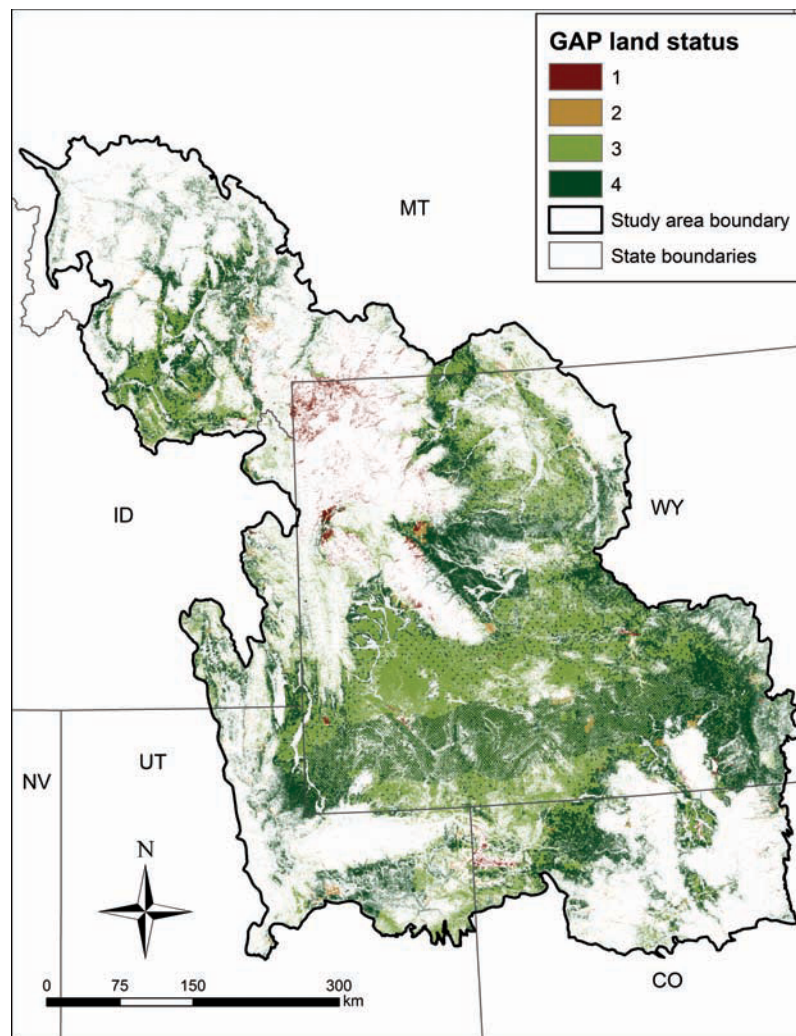 GAP land status
1
2
3
4
Study area boundary
State boundaries
MT
ID
WY
NV
UT
N
0 75 150 300
km
CO